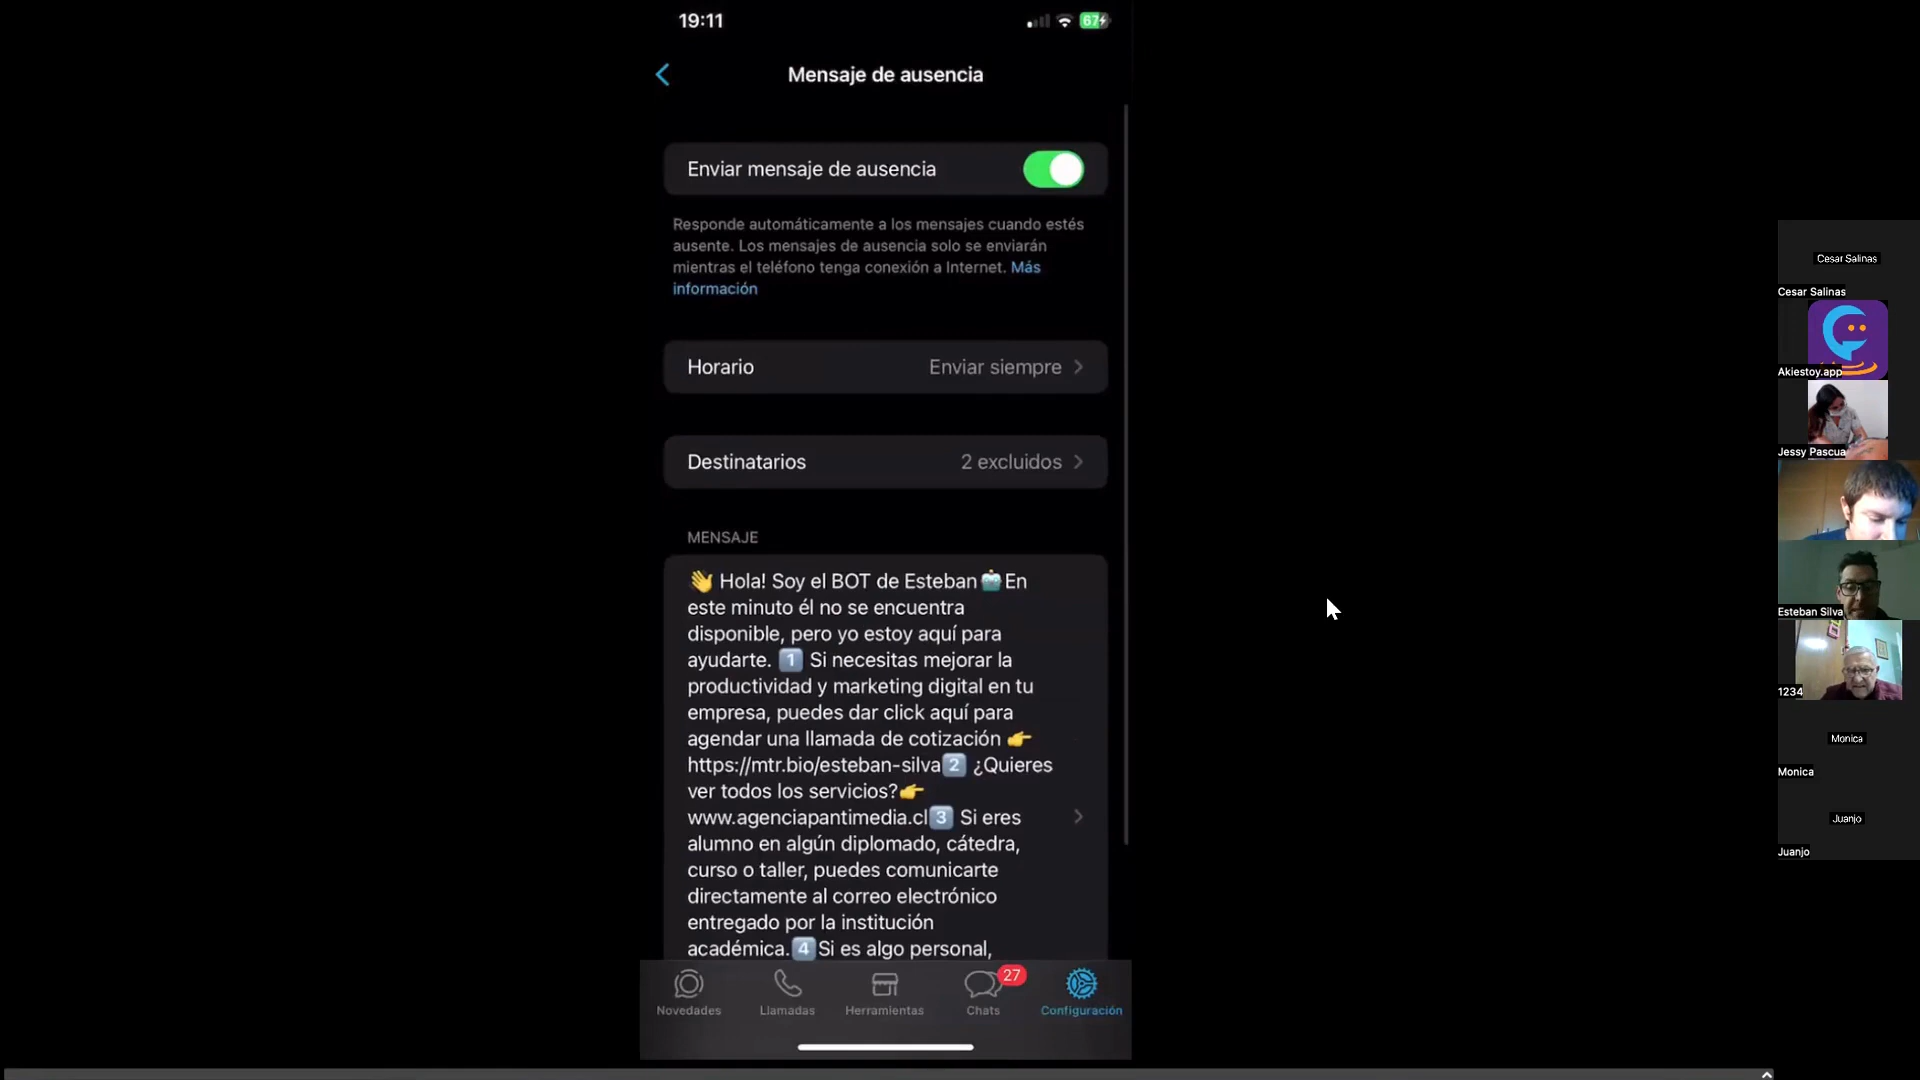 19:11
67
Mensaje de ausencia
Enviar mensaje de ausencia
Responde automáticamente a los mensajes cuando estés
ausente. Los mensajes de ausencia solo se enviarán
mientras el teléfono tenga conexión a Internet. Más
información
Horario Enviar siempre
Destinatarios 2 excluidos
MENSAJE
👋 Hola! Soy el BOT de Esteban🤖En
este minuto él no se encuentra
disponible, pero yo estoy aquí para
ayudarte. 1️⃣ Si necesitas mejorar la
productividad y marketing digital en tu
empresa, puedes dar click aquí para
agendar una llamada de cotización 👉
https://mtr.bio/esteban-silva2️⃣ ¿Quieres
ver todos los servicios?👉
www.agenciapantimedia.cl3️⃣ Si eres
alumno en algún diplomado, cátedra,
curso o taller, puedes comunicarte
directamente al correo electrónico
entregado por la institución
académica.4️⃣Si es algo personal,
Novedades
Llamadas
Herramientas
27
Chats
Configuración
Cesar Salinas
Cesar Salinas
Akiestoy.app
Jessy Pascua
Esteban Silva
1234
Monica
Monica
Juanjo
Juanjo